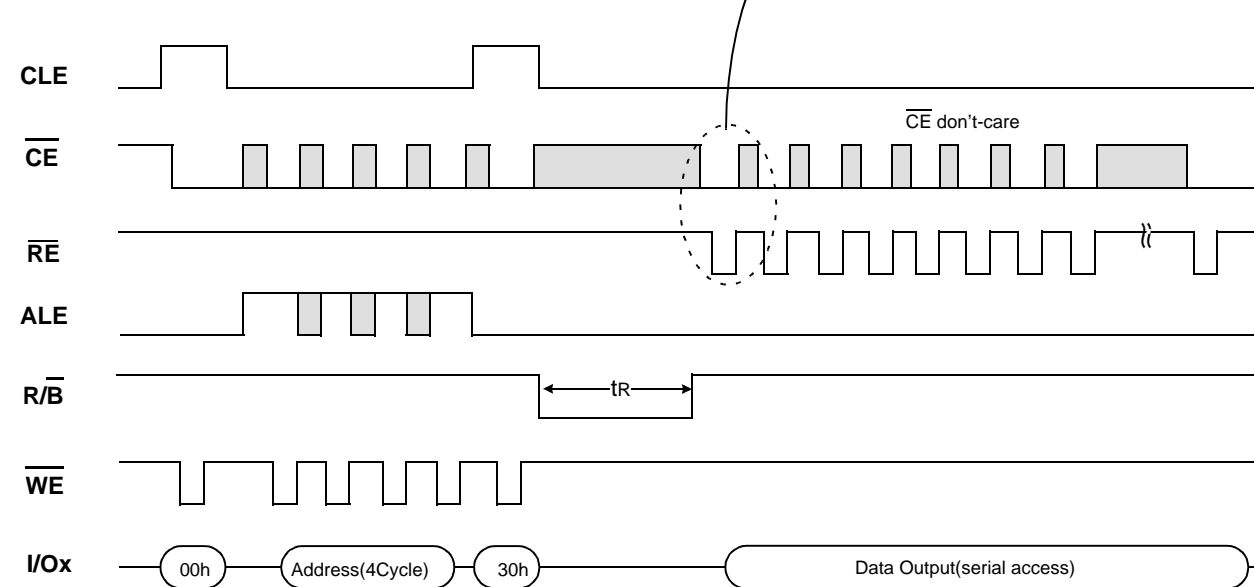 CLE
CE don't-care
CE
RE
ALE
R/B
tR
WE
I/Ox 00h Address(4Cycle) 30h Data Output(serial access)